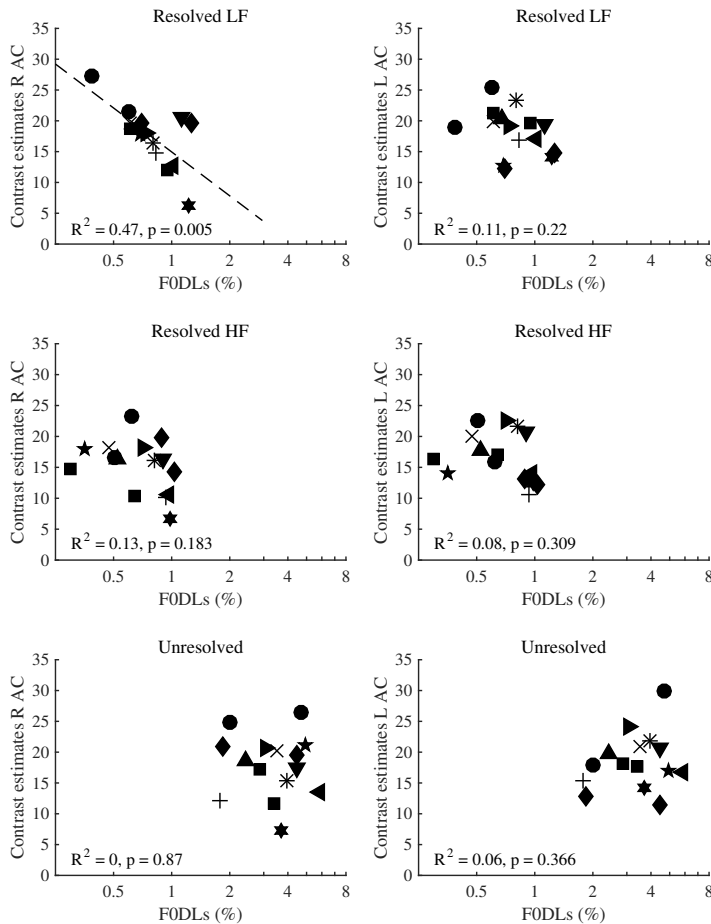 Resolved LF
Contrast estimates R AC
35
30
25
20
15
10
5
0
R² = 0.47, p = 0.005
0.5 1 2 4 8
F0DLs (%)
Resolved LF
Contrast estimates L AC
35
30
25
20
15
10
5
0
R² = 0.11, p = 0.22
0.5 1 2 4 8
F0DLs (%)
Resolved HF
Contrast estimates R AC
35
30
25
20
15
10
5
0
R² = 0.13, p = 0.183
0.5 1 2 4 8
F0DLs (%)
Resolved HF
Contrast estimates L AC
35
30
25
20
15
10
5
0
R² = 0.08, p = 0.309
0.5 1 2 4 8
F0DLs (%)
Unresolved
Contrast estimates R AC
35
30
25
20
15
10
5
0
R² = 0, p = 0.87
0.5 1 2 4 8
F0DLs (%)
Unresolved
Contrast estimates L AC
35
30
25
20
15
10
5
0
R² = 0.06, p = 0.366
0.5 1 2 4 8
F0DLs (%)